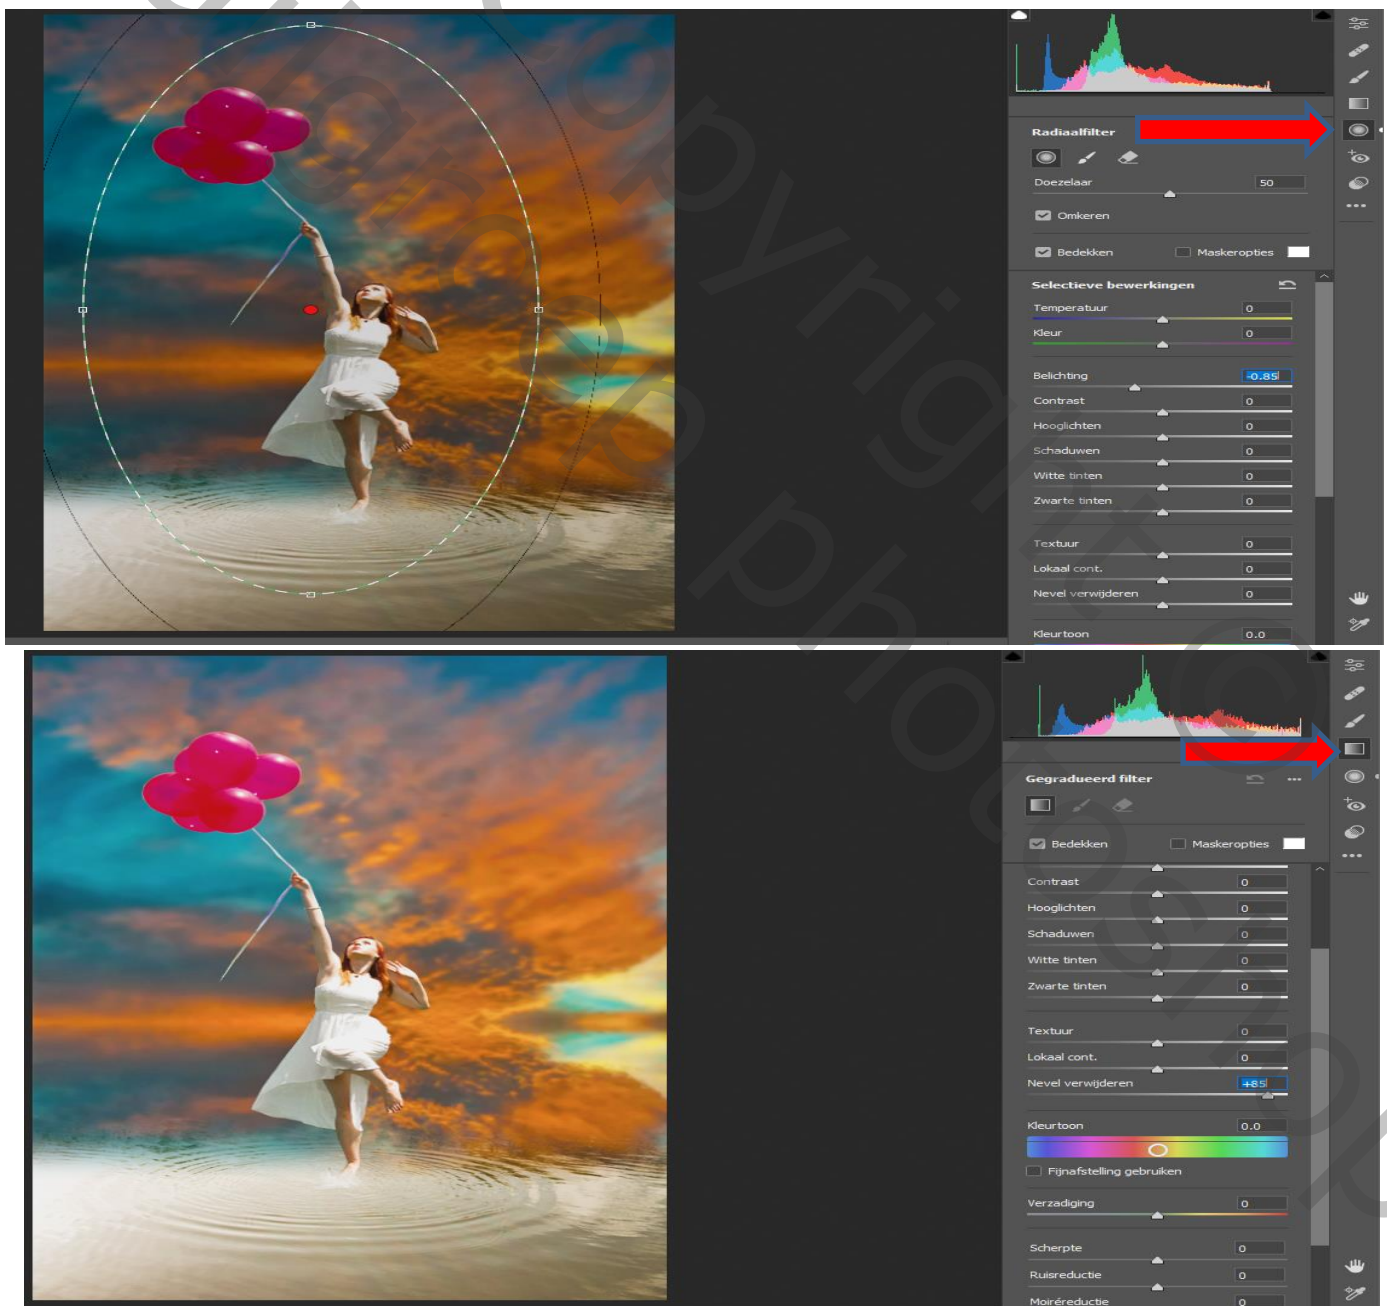 Radiaalfilter
Doezelaar 50
Omkeren
Bedekken Maskeropties
Selectieve bewerkingen
Temperatuur 0
Kleur 0
Belichting -0.85
Contrast 0
Hooglichten 0
Schaduwen 0
Witte tinten 0
Zwarte tinten 0
Textuur 0
Lokaal cont. 0
Nevel verwijderen 0
Kleurtoon 0.0
Gegradueerd filter
Bedekken Maskeropties
Contrast 0
Hooglichten 0
Schaduwen 0
Witte tinten 0
Zwarte tinten 0
Textuur 0
Lokaal cont. 0
Nevel verwijderen +85
Kleurtoon 0.0
Fijnafstelling gebruiken
Verzadiging 0
Scherpte 0
Ruisreductie 0
Moiréreductie 0